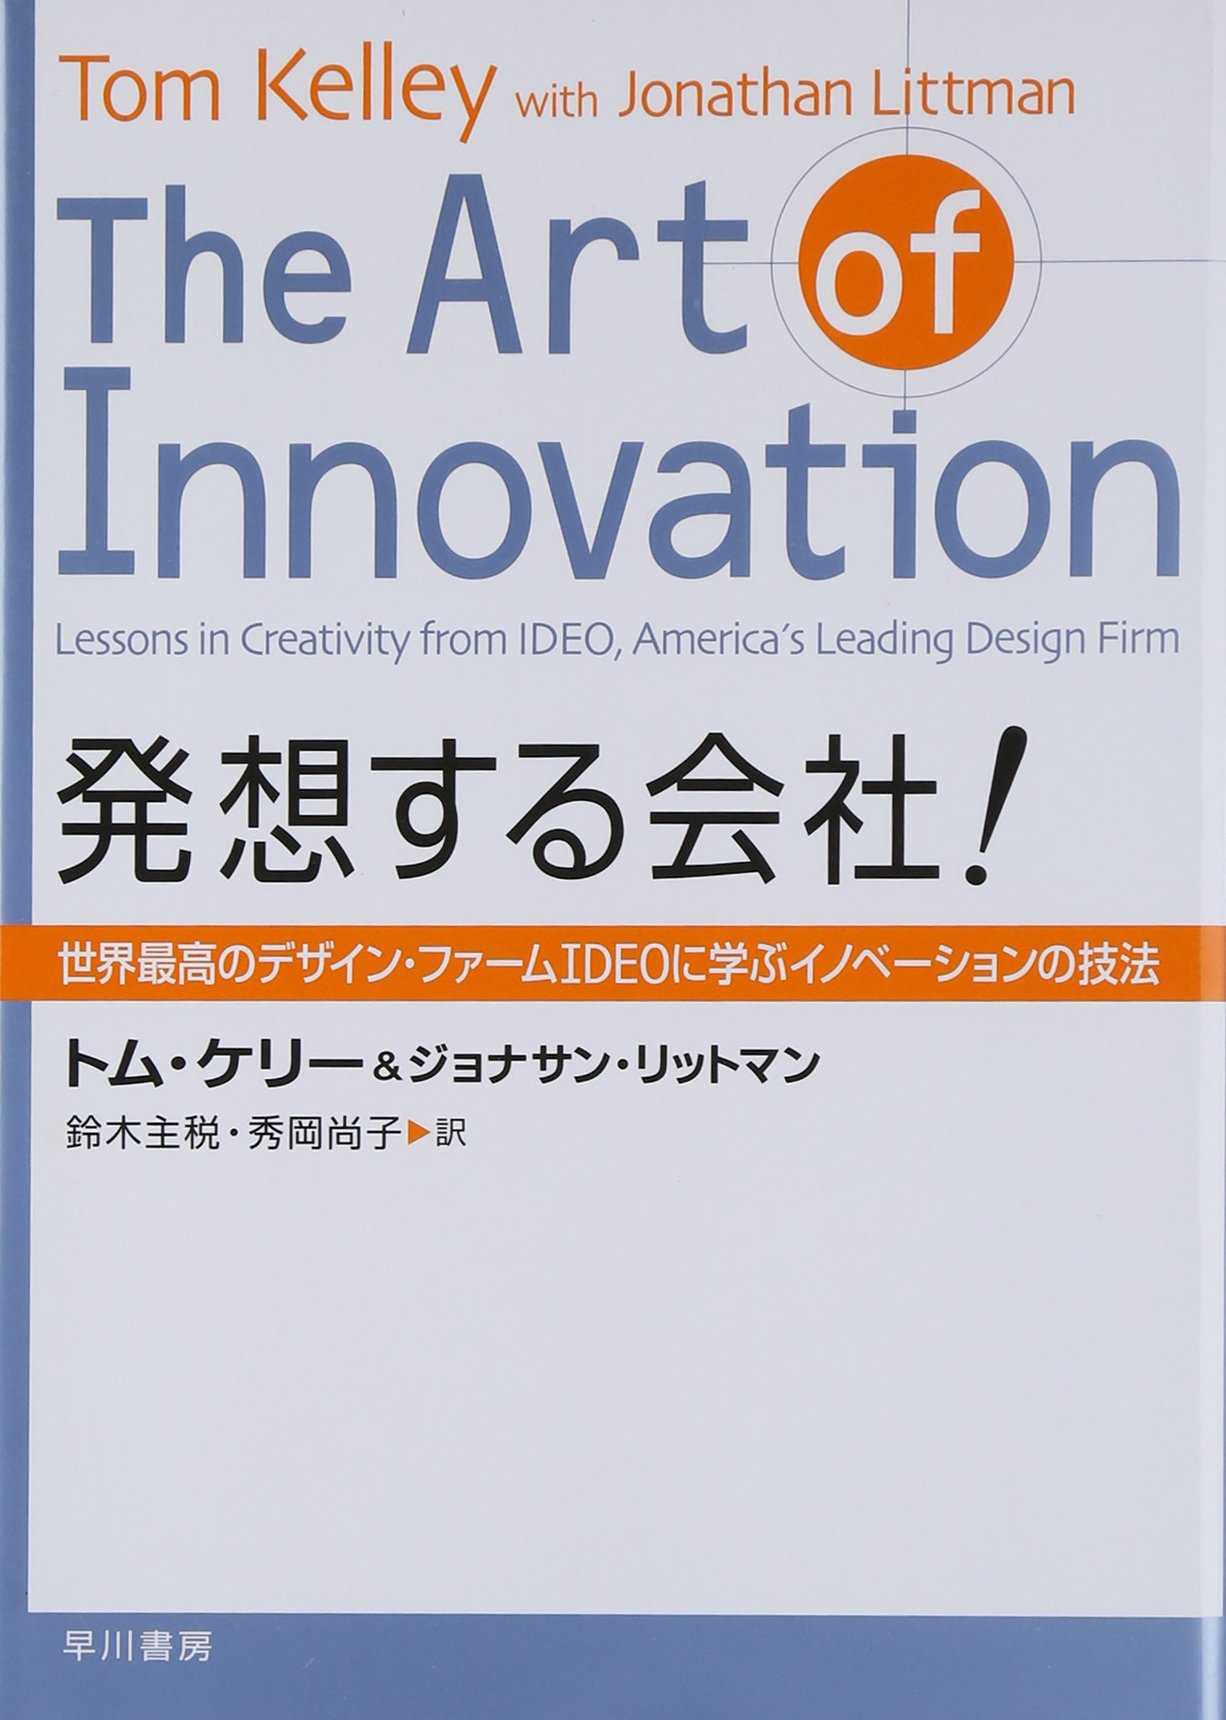 Tom Kelley with Jonathan Littman
The Art of
Innovation
Lessons in Creativity from IDEO, America's Leading Design Firm
発想する会社!
世界最高のデザイン・ファームIDEOに学ぶイノベーションの技法
トム・ケリー&ジョナサン・リットマン
鈴木主税・秀岡尚子▶訳
早川書房